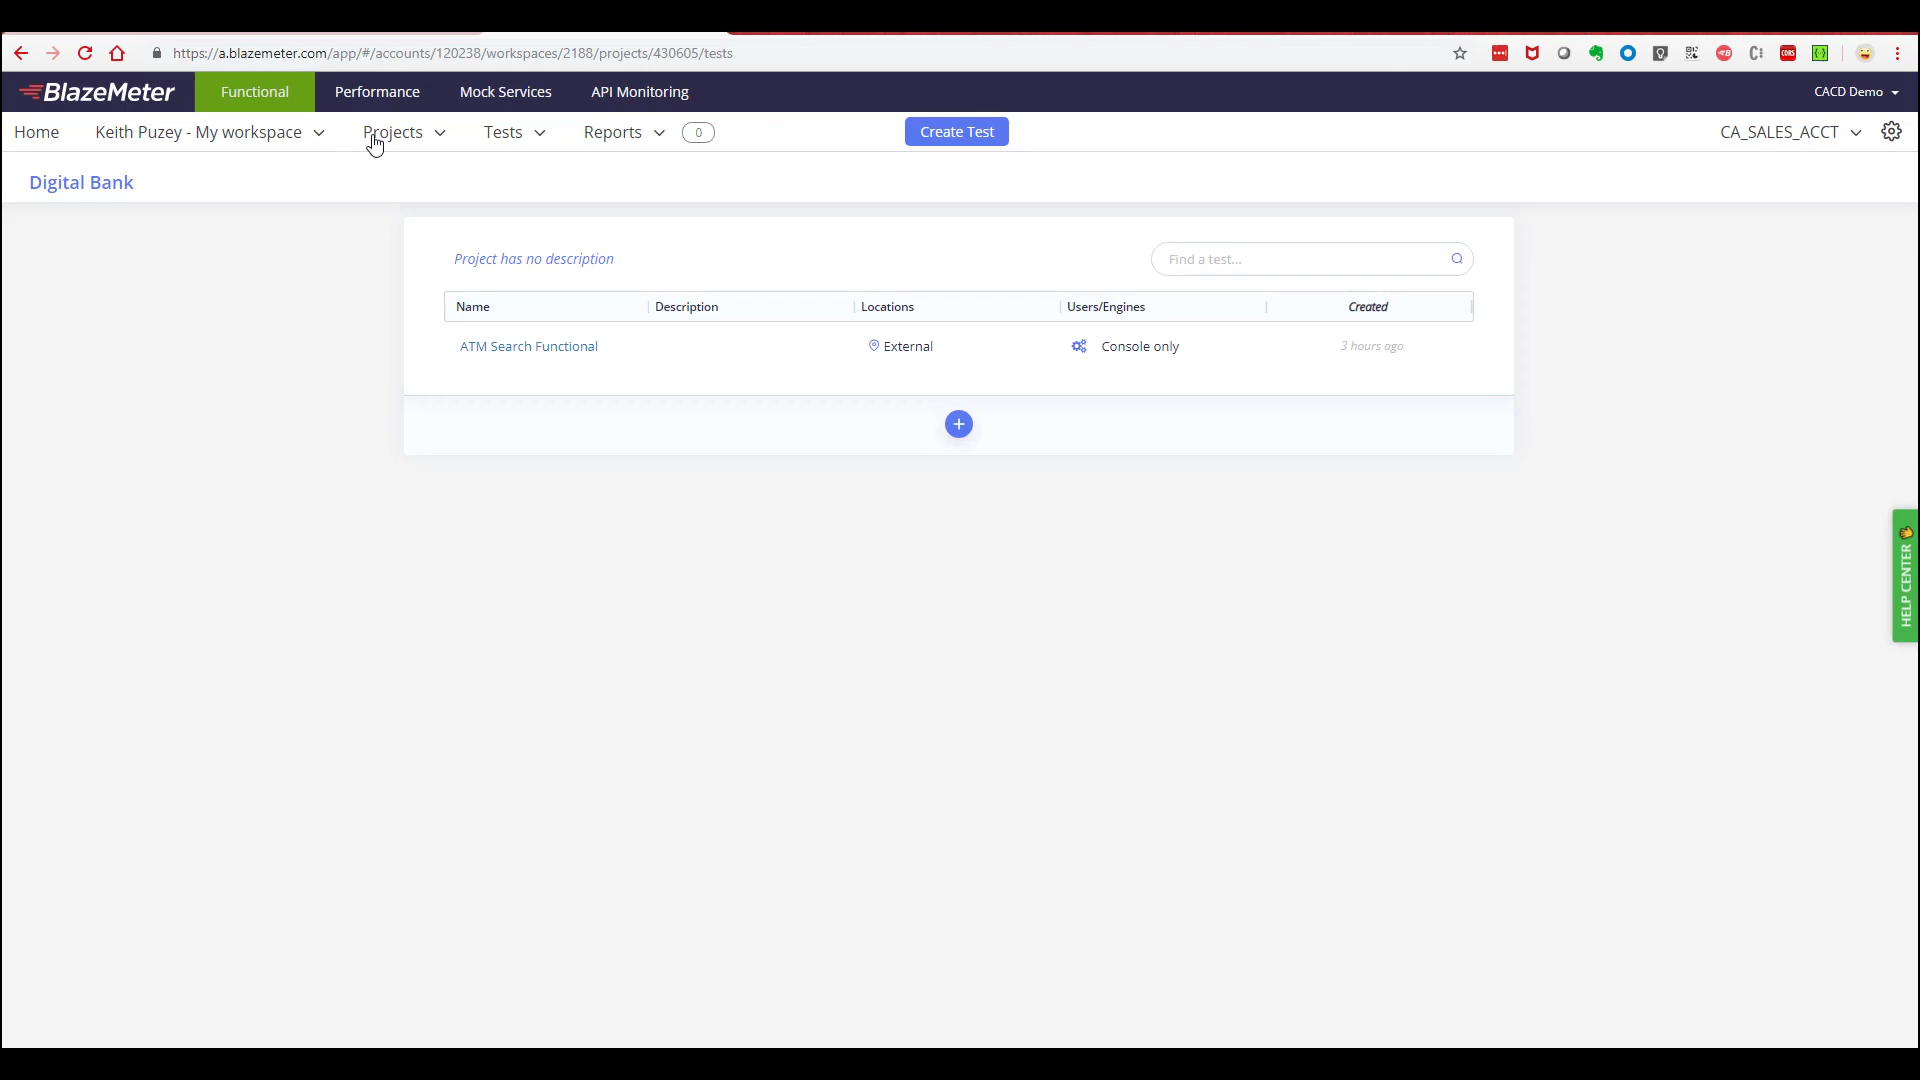 https://a.blazemeter.com/app/#/accounts/120238/workspaces/2188/projects/430605/tests
BlazeMeter Functional Performance Mock Services API Monitoring CACD Demo
Home Keith Puzey - My workspace Projects Tests Reports 0 Create Test CA_SALES_ACCT
Digital Bank
Project has no description Find a test...
Name Description Locations Users/Engines Created
ATM Search Functional External Console only 3 hours ago
HELP CENTER